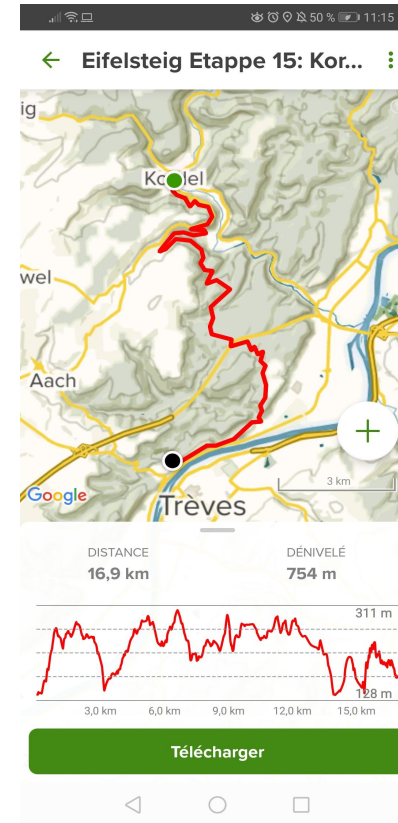 50 % 11:15
Eifelsteig Etappe 15: Kor...
ig
Kordel
wel
Aach
3 km
Google
Trèves
DISTANCE
DÉNIVELÉ
16,9 km
754 m
311 m
128 m
3,0 km 6,0 km 9,0 km 12,0 km 15,0 km
Télécharger